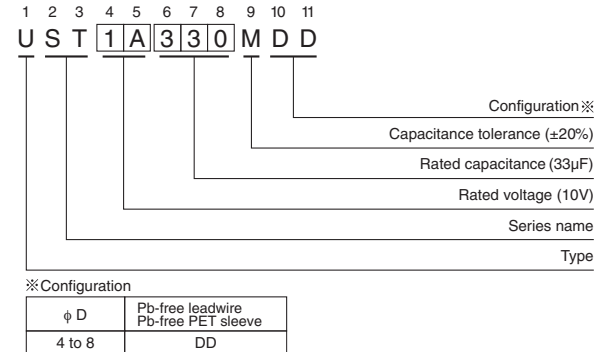 1 2 3 4 5 6 7 8 9 10 11
U S T 1 A 3 3 0 M D D
Configuration※
Capacitance tolerance (±20%)
Rated capacitance (33µF)
Rated voltage (10V)
Series name
Type
※Configuration
ϕ D
Pb-free leadwire
Pb-free PET sleeve
4 to 8
DD